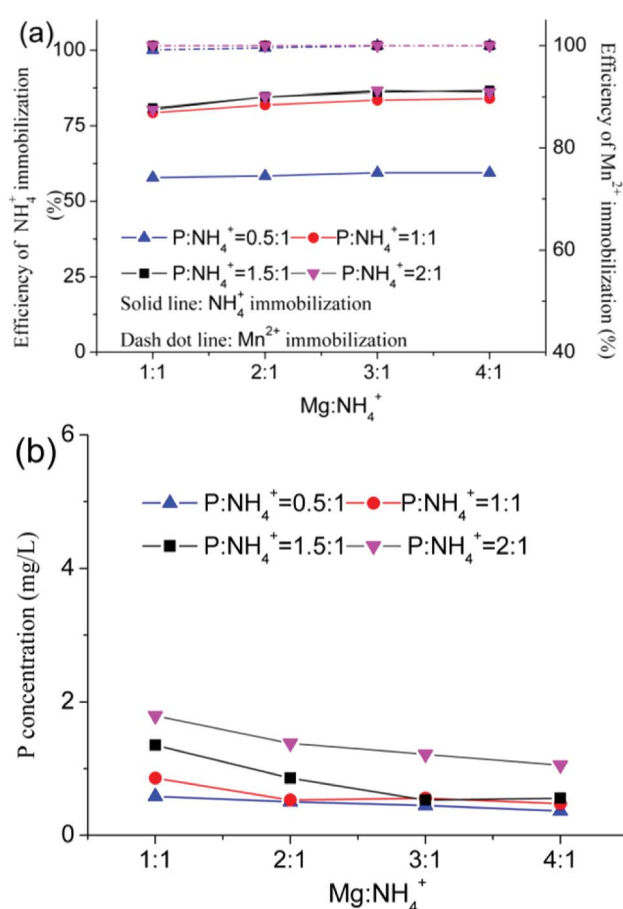 (a)
Efficiency of NH₄⁺ immobilization
(%)
100
75
50
25
0
P:NH₄⁺=0.5:1 P:NH₄⁺=1:1
P:NH₄⁺=1.5:1 P:NH₄⁺=2:1
Solid line: NH₄⁺ immobilization
Dash dot line: Mn²⁺ immobilization
100
80
60
40
Efficiency of Mn²⁺
immobilization (%)
1:1 2:1 3:1 4:1
Mg:NH₄⁺
(b)
P concentration (mg/L)
6
4
2
0
P:NH₄⁺=0.5:1 P:NH₄⁺=1:1
P:NH₄⁺=1.5:1 P:NH₄⁺=2:1
1:1 2:1 3:1 4:1
Mg:NH₄⁺